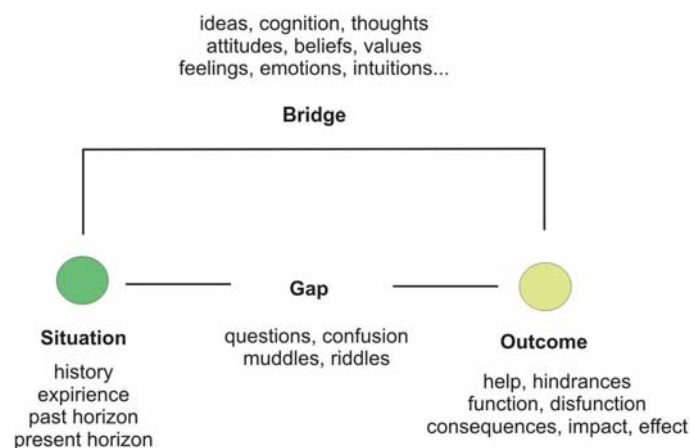 ideas, cognition, thoughts
attitudes, beliefs, values
feelings, emotions, intuitions...
Bridge
Gap
questions, confusion
muddles, riddles
Situation
history
expirience
past horizon
present horizon
Outcome
help, hindrances
function, disfunction
consequences, impact, effect